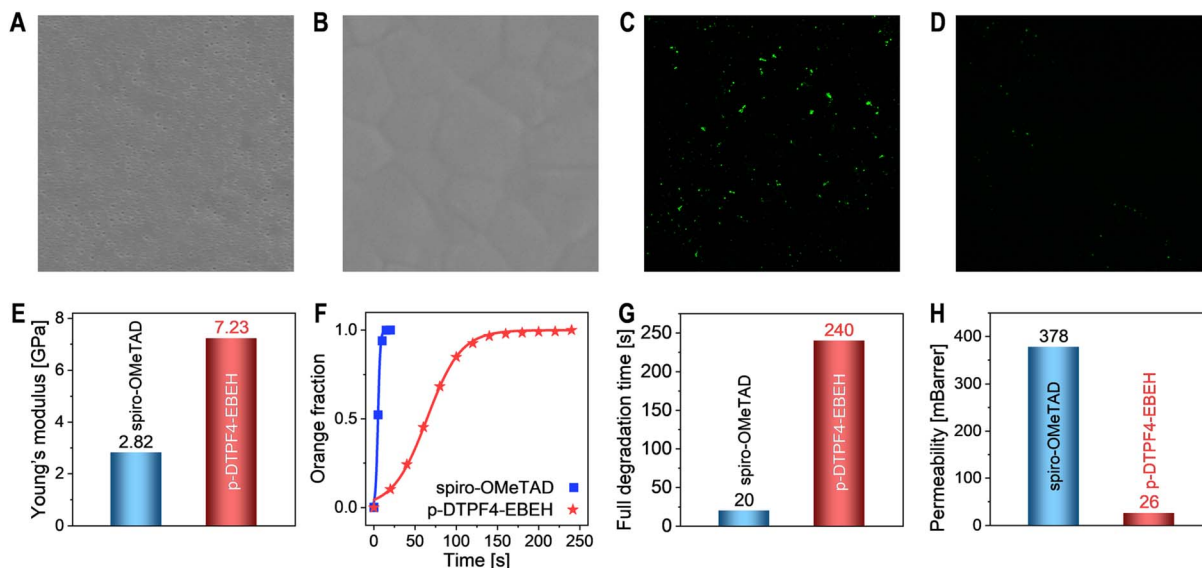 A
B
C
D
E
Young's modulus [GPa]
8
6
4
2
0
spiro-OMeTAD
2.82
7.23
p-DTPF4-EBEH
F
Orange fraction
1.0
0.5
0.0
spiro-OMeTAD
p-DTPF4-EBEH
0 50 100 150 200 250
Time [s]
G
Full degradation time [s]
250
200
150
100
50
0
spiro-OMeTAD
20
240
p-DTPF4-EBEH
H
Permeability [mBarrer]
400
300
200
100
0
378
spiro-OMeTAD
p-DTPF4-EBEH
26